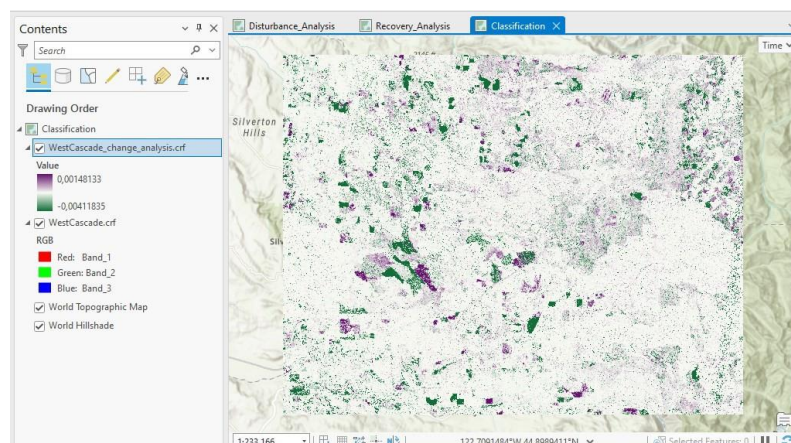 Contents
Disturbance_Analysis
Recovery_Analysis
Classification
Search
Time
Drawing Order
Classification
WestCascade_change_analysis.crf
Value
0,00148133
-0,00411835
WestCascade.crf
RGB
Red: Band_1
Green: Band_2
Blue: Band_3
World Topographic Map
World Hillshade
Silverton
Hills
1:233,166
122,7091484°W 44,8989411°N
Selected Features: 0